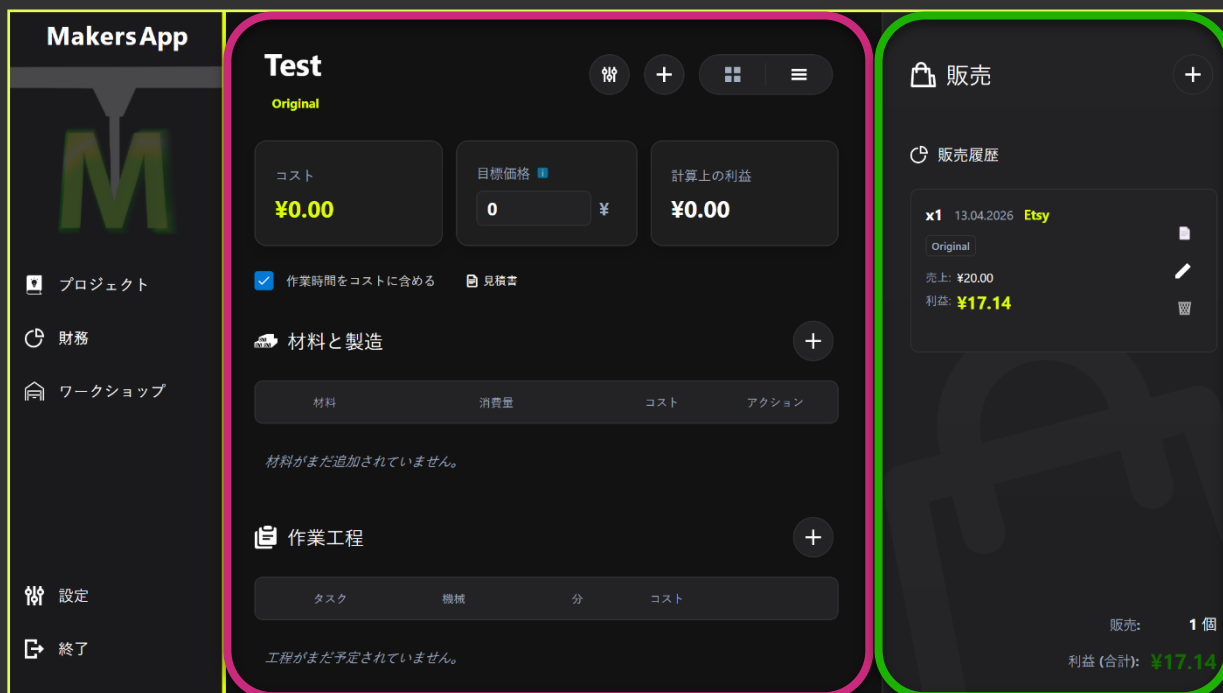 MakersApp
プロジェクト
財務
ワークショップ
設定
終了
Test
Original
コスト
¥0.00
目標価格
0 ¥
計算上の利益
¥0.00
作業時間をコストに含める
見積書
材料と製造
材料 消費量 コスト アクション
材料がまだ追加されていません。
作業工程
タスク 機械 分 コスト
工程がまだ予定されていません。
販売
販売履歴
x1 13.04.2026 Etsy
Original
売上: ¥20.00
利益: ¥17.14
販売: 1 個
利益 (合計): ¥17.14